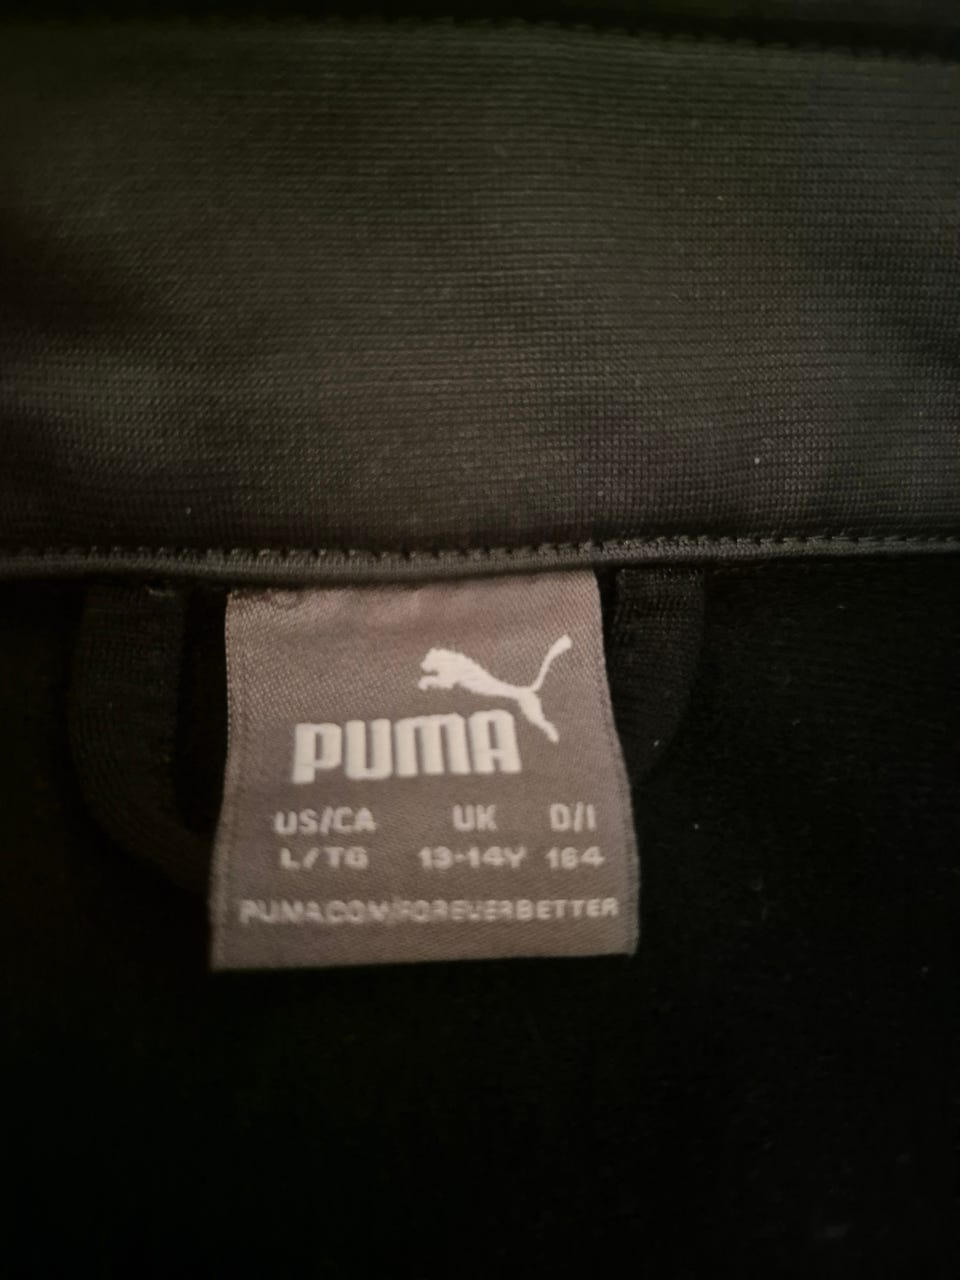 PUMA
US/CA UK D/I
L/TG 13-14Y 164
PUMA.COM/FOREVERBETTER